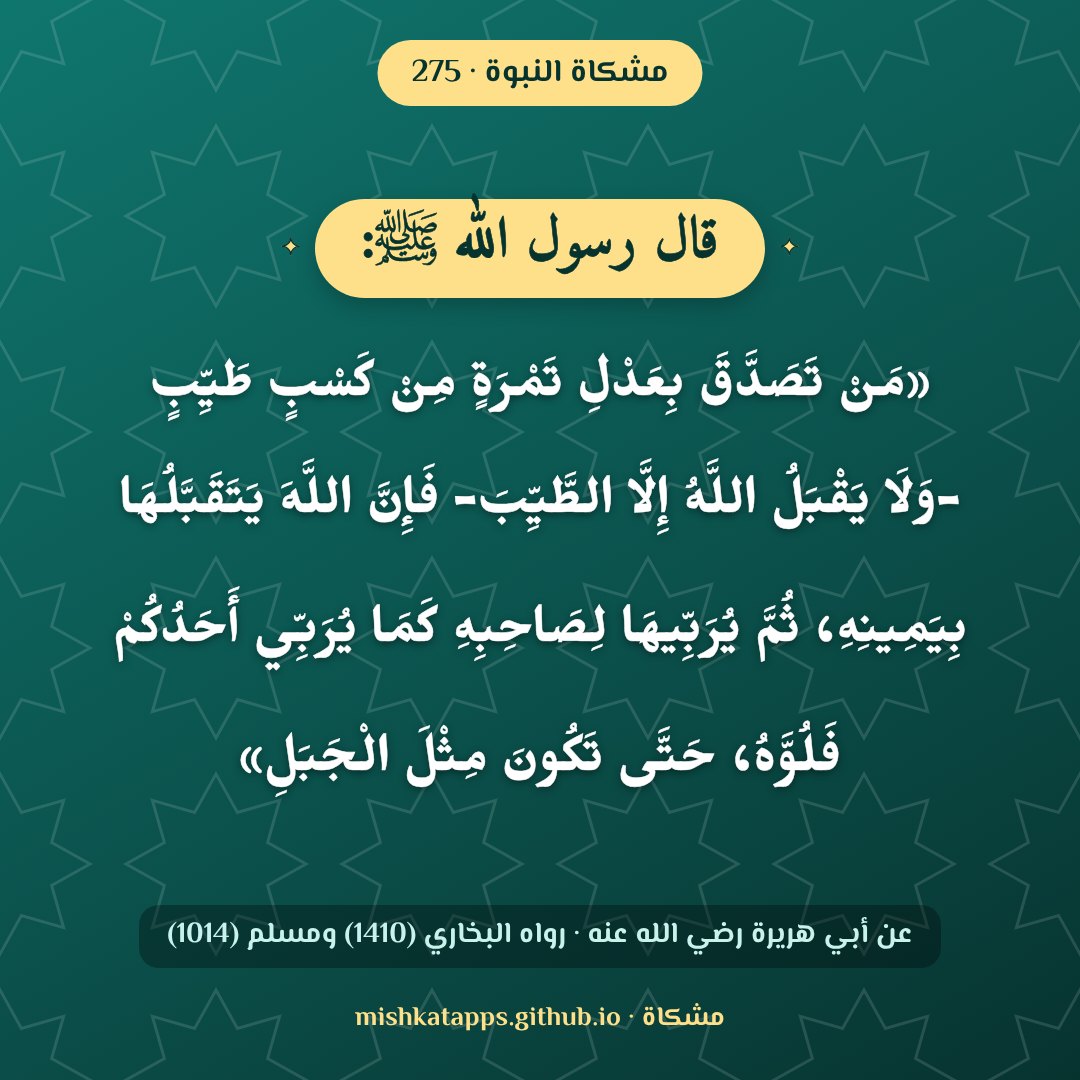 مشكاة النبوة · 275
قال رسول الله ﷺ:
«مَنْ تَصَدَّقَ بِعَدْلِ تَمْرَةٍ مِنْ كَسْبٍ طَيِّبٍ
-وَلَا يَقْبَلُ اللَّهُ إِلَّا الطَّيِّبَ- فَإِنَّ اللَّهَ يَتَقَبَّلُهَا
بِيَمِينِهِ، ثُمَّ يُرَبِّيهَا لِصَاحِبِهِ كَمَا يُرَبِّي أَحَدُكُمْ
فَلُوَّهُ، حَتَّى تَكُونَ مِثْلَ الْجَبَلِ»
عن أبي هريرة رضي الله عنه · رواه البخاري (1410) ومسلم (1014)
مشكاة · mishkatapps.github.io